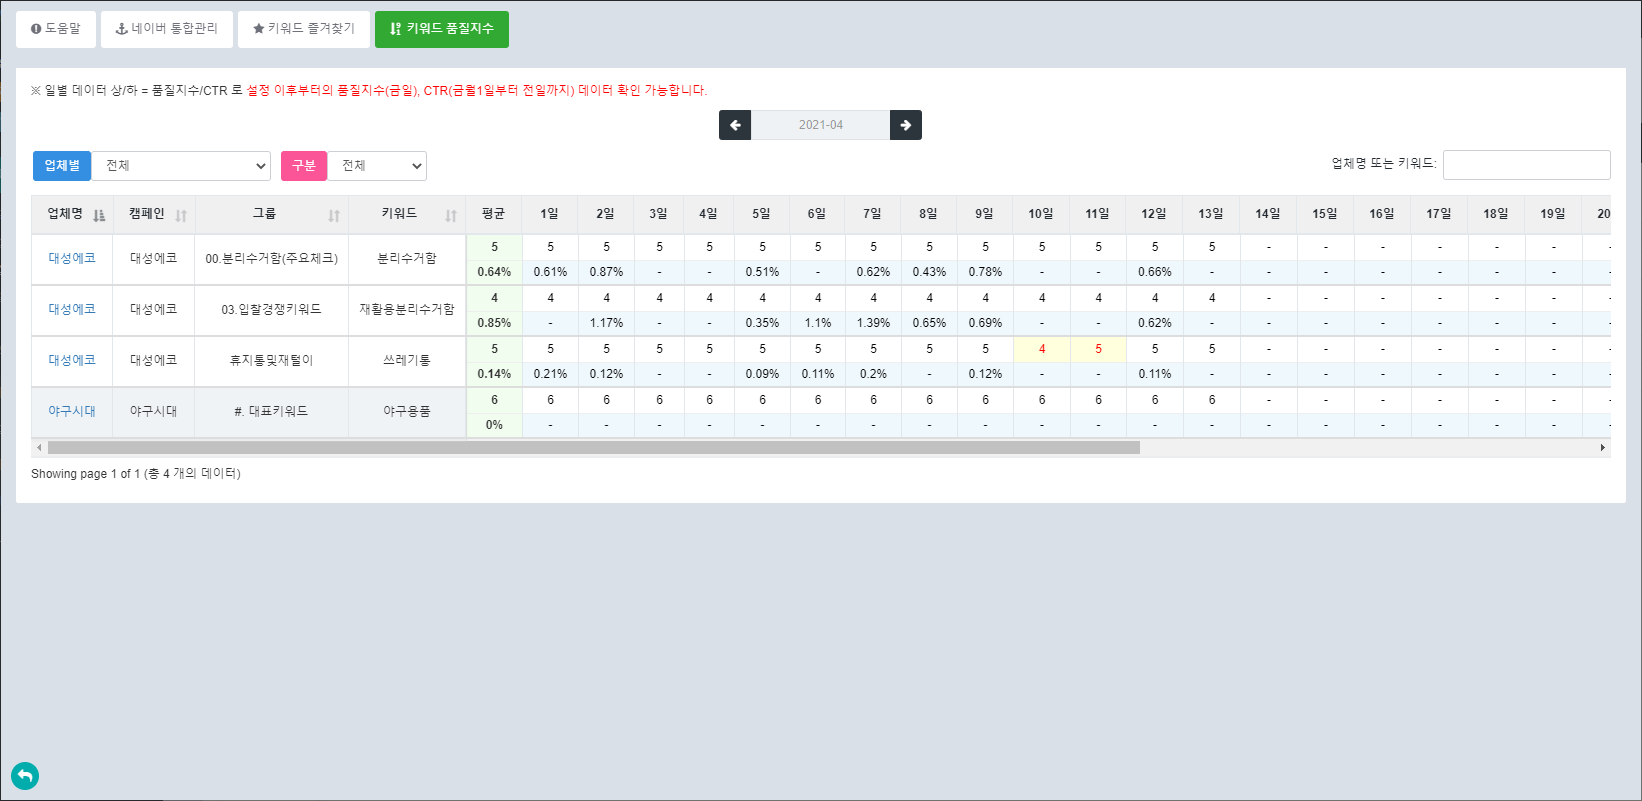 도움말 네이버 통합관리 키워드 즐겨찾기 키워드 품질지수
※ 일별 데이터 상/하 = 품질지수/CTR 로 설정 이후부터의 품질지수(금일), CTR(금월1일부터 전일까지) 데이터 확인 가능합니다.
2021-04
업체별 전체 구분 전체 업체명 또는 키워드:
업체명 캠페인 그룹 키워드 평균 1일 2일 3일 4일 5일 6일 7일 8일 9일 10일 11일 12일 13일 14일 15일 16일 17일 18일 19일 20
5 5 5 5 5 5 5 5 5 5 5 5 5 5 - - - - - - -
대성에코 대성에코 00.분리수거함(주요체크) 분리수거함
0.64% 0.61% 0.87% - - 0.51% - 0.62% 0.43% 0.78% - - 0.66% - - - - - - - -
4 4 4 4 4 4 4 4 4 4 4 4 4 4 - - - - - - -
대성에코 대성에코 03.입찰경쟁키워드 재활용분리수거함
0.85% - 1.17% - - 0.35% 1.1% 1.39% 0.65% 0.69% - - 0.62% - - - - - - - -
5 5 5 5 5 5 5 5 5 5 4 5 5 5 - - - - - - -
대성에코 대성에코 휴지통및재털이 쓰레기통
0.14% 0.21% 0.12% - - 0.09% 0.11% 0.2% - 0.12% - - 0.11% - - - - - - - -
6 6 6 6 6 6 6 6 6 6 6 6 6 6 - - - - - - -
야구시대 야구시대 #. 대표키워드 야구용품
0% - - - - - - - - - - - - - - - - - - - -
Showing page 1 of 1 (총 4 개의 데이터)